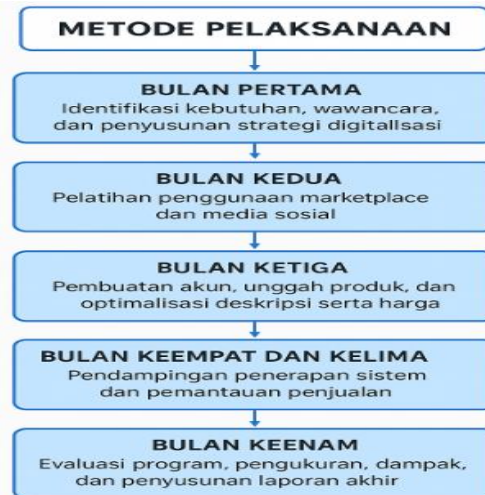 METODE PELAKSANAAN
BULAN PERTAMA
Identifikasi kebutuhan, wawancara,
dan penyusunan strategi digitallsasi
BULAN KEDUA
Pelatihan penggunaan marketplace
dan media sosial
BULAN KETIGA
Pembuatan akun, unggah produk, dan
optimalisasi deskripsi serta harga
BULAN KEEMPAT DAN KELIMA
Pendampingan penerapan sistem
dan pemantauan penjualan
BULAN KEENAM
Evaluasi program, pengukuran, dampak,
dan penyusunan laporan akhir